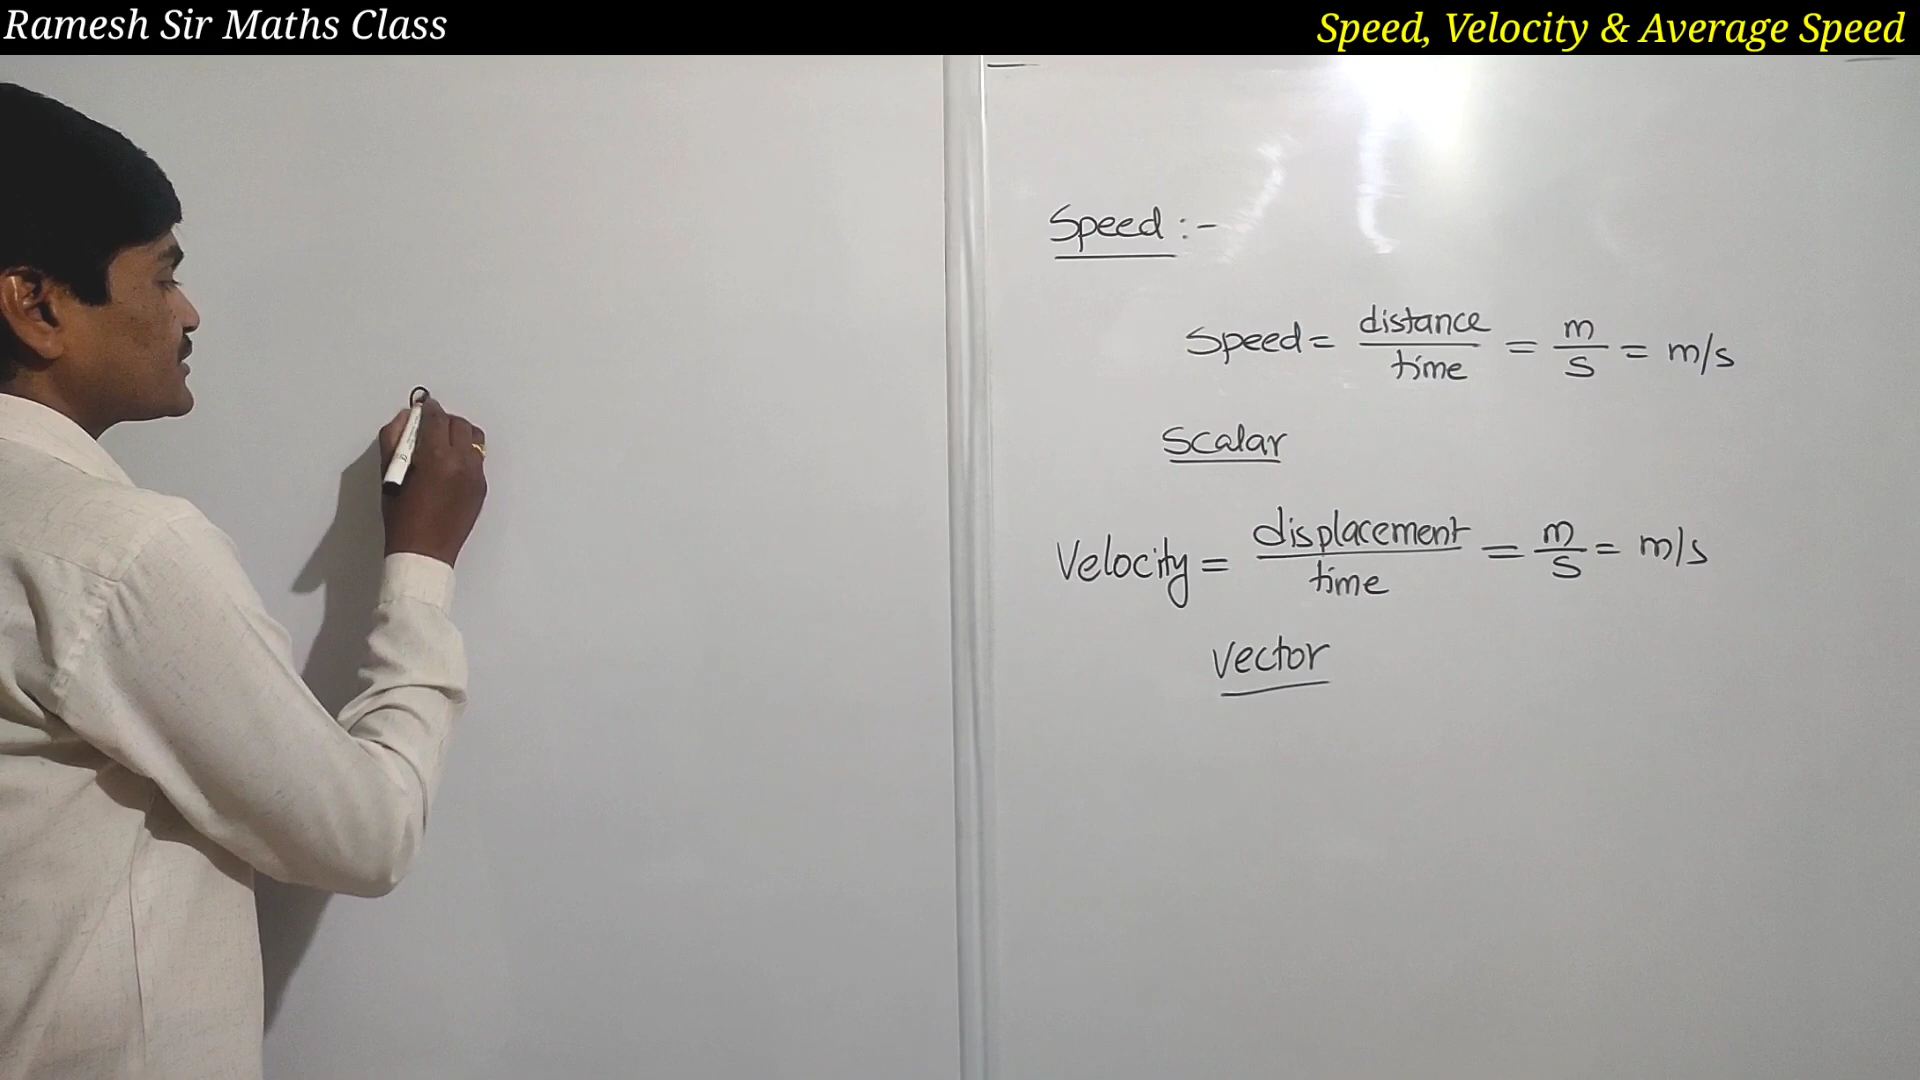 Ramesh Sir Maths Class
Speed, Velocity & Average Speed
Speed :-
Speed = distance/time = m/s = m/s
Scalar
Velocity = displacement/time = m/s = m/s
Vector